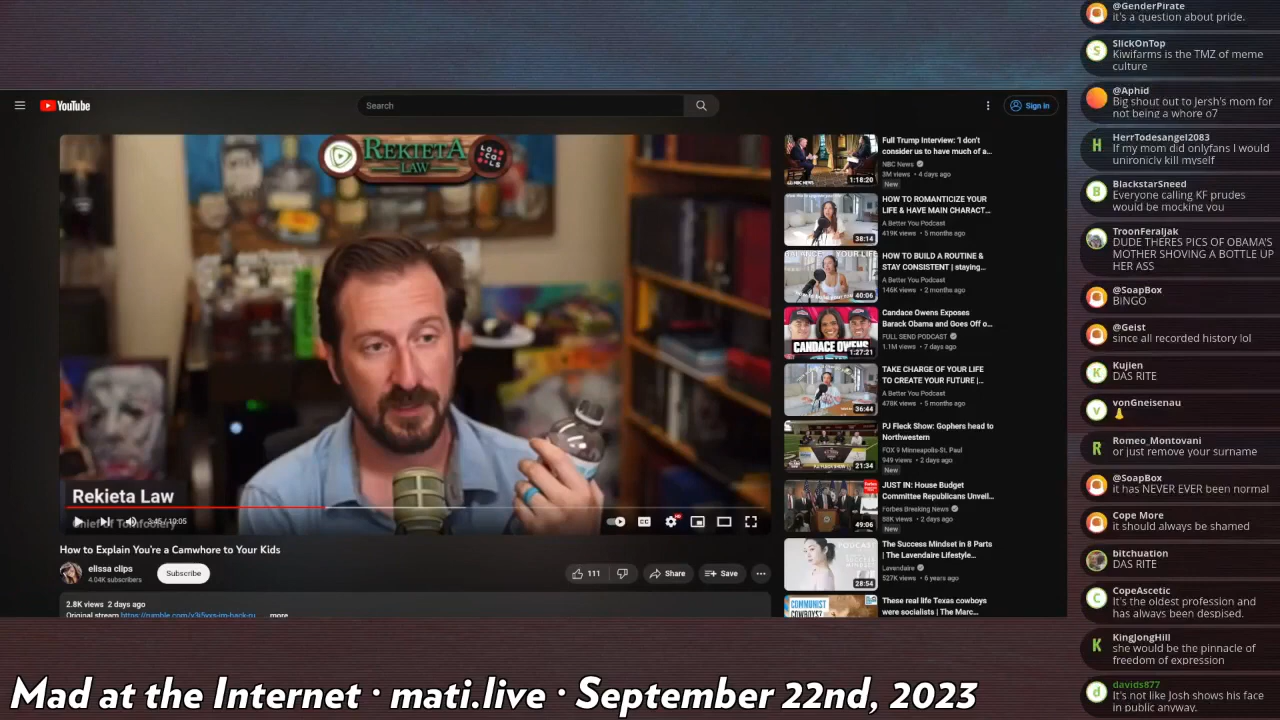 YouTube
Search
Sign in
REKIETA
LAW
LOCALS
Rekieta Law
10:05
How to Explain You're a Camwhore to Your Kids
elissa clips
4.04K subscribers
Subscribe
111
Share
Save
2.8K views 2 days ago
Original stream
...more
Full Trump Interview: 'I don't
consider us to have much of a...
NBC News
3M views • 4 days ago
New
1:18:20
HOW TO ROMANTICIZE YOUR
LIFE & HAVE MAIN CHARACT...
A Better You Podcast
419K views • 5 months ago
38:14
HOW TO BUILD A ROUTINE &
STAY CONSISTENT | staying...
A Better You Podcast
146K views • 2 months ago
40:06
Candace Owens Exposes
Barack Obama and Goes Off o...
FULL SEND PODCAST
1.1M views • 7 days ago
CANDACE OWENS
1:27:21
TAKE CHARGE OF YOUR LIFE
TO CREATE YOUR FUTURE |...
A Better You Podcast
478K views • 5 months ago
36:44
PJ Fleck Show: Gophers head to
Northwestern
FOX 9 Minneapolis-St. Paul
949 views • 2 days ago
New
21:34
JUST IN: House Budget
Committee Republicans Unveil...
Forbes Breaking News
88K views • 2 days ago
New
49:06
The Success Mindset in 8 Parts
| The Lavendaire Lifestyle...
Lavendaire
527K views • 6 years ago
28:54
These real life Texas cowboys
were socialists | The Marc...
COMMUNIST
COWBOYS?
@GenderPirate
it's a question about pride.
SlickOnTop
Kiwifarms is the TMZ of meme
culture
@Aphid
Big shout out to Jersh's mom for
not being a whore o7
HerrTodesangel2083
If my mom did onlyfans I would
unironiclv kill myself
BlackstarSneed
Everyone calling KF prudes
would be mocking you
TroonFeralJak
DUDE THERES PICS OF OBAMA'S
MOTHER SHOVING A BOTTLE UP
HER ASS
@SoapBox
BINGO
@Geist
since all recorded history lol
Kujien
DAS RITE
vonGneisenau
Romeo_Montovani
or just remove your surname
@SoapBox
it has NEVER EVER been normal
Cope More
it should always be shamed
bitchuation
DAS RITE
CopeAscetic
It's the oldest profession and
has always been despised.
KingJongHill
she would be the pinnacle of
freedom of expression
davids877
It's not like Josh shows his face
in public anyway.
Mad at the Internet · mati.live · September 22nd, 2023